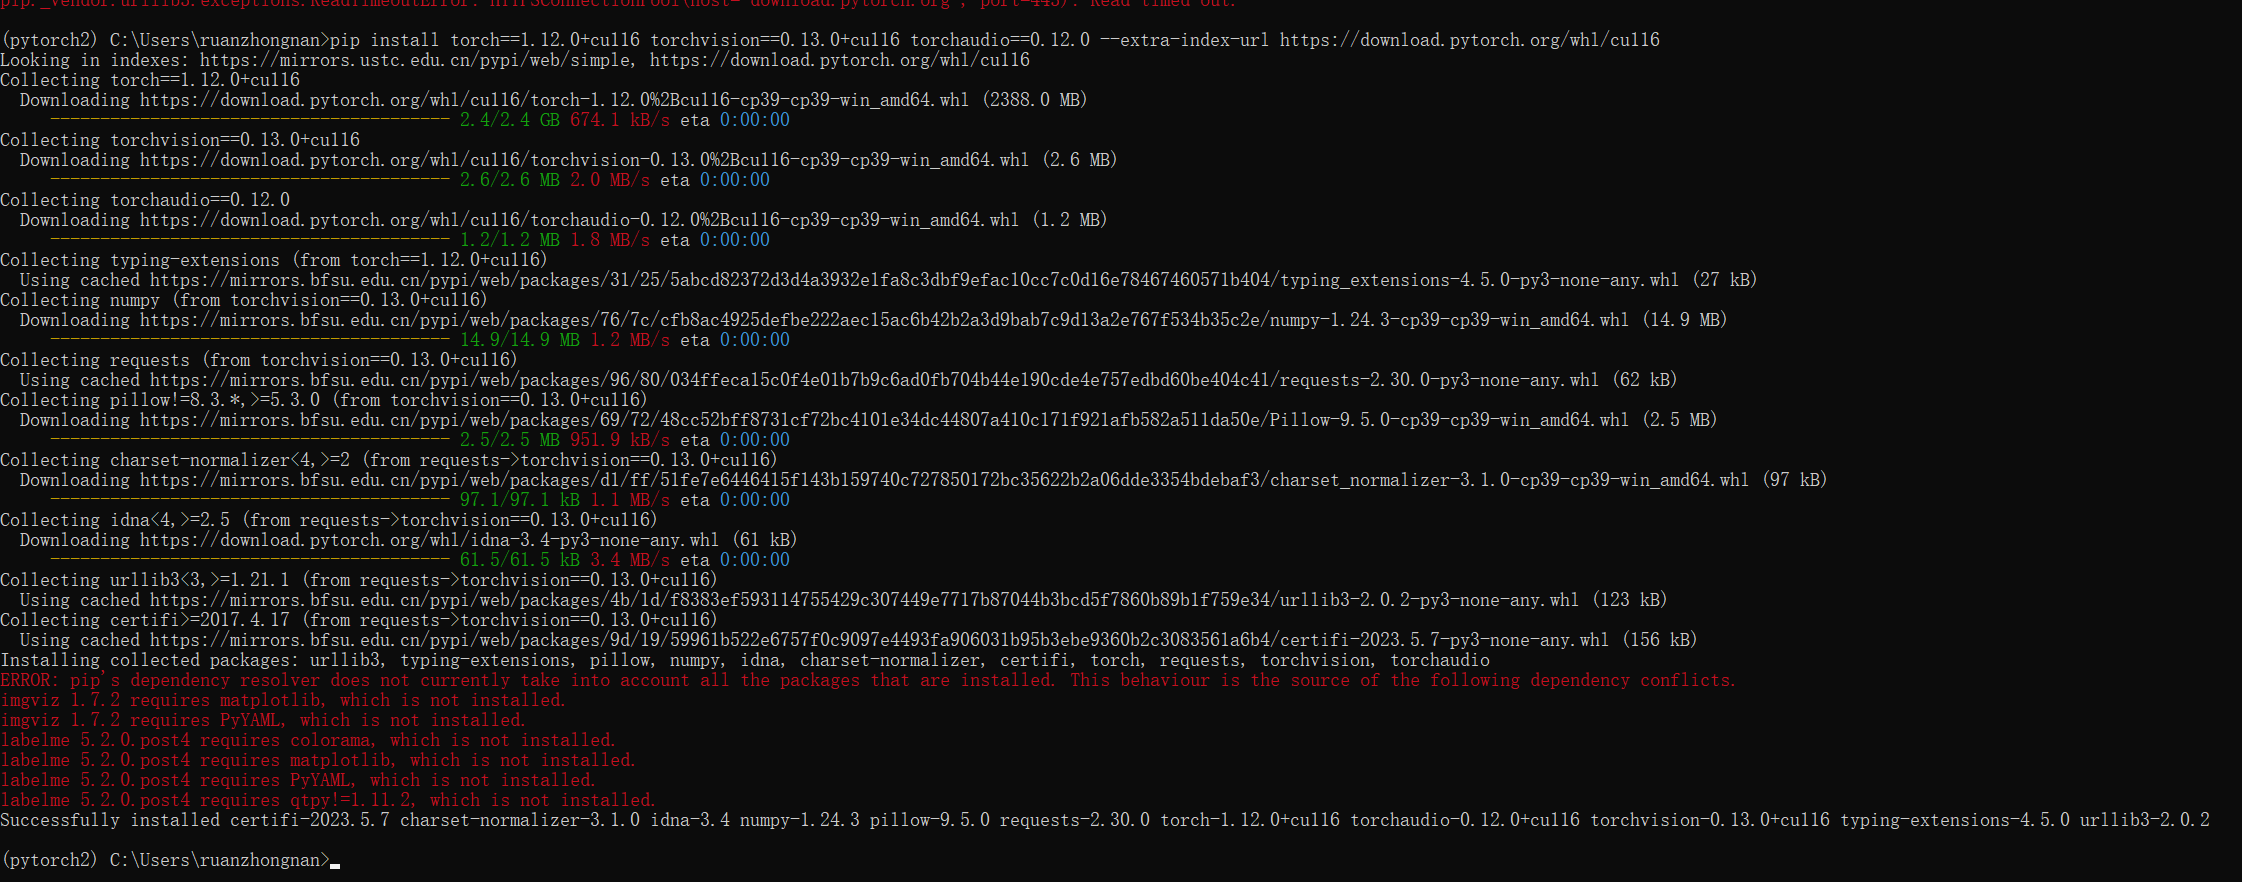 pip._vendor.urllib3.exceptions.ReadTimeoutError: HTTPSConnectionPool(host='download.pytorch.org', port=443): Read timed out.
(pytorch2) C:\Users\ruanzhongnan>pip install torch==1.12.0+cu116 torchvision==0.13.0+cu116 torchaudio==0.12.0 --extra-index-url https://download.pytorch.org/whl/cu116
Looking in indexes: https://mirrors.ustc.edu.cn/pypi/web/simple, https://download.pytorch.org/whl/cu116
Collecting torch==1.12.0+cu116
  Downloading https://download.pytorch.org/whl/cu116/torch-1.12.0%2Bcu116-cp39-cp39-win_amd64.whl (2388.0 MB)
     ---------------------------------------- 2.4/2.4 GB 674.1 kB/s eta 0:00:00
Collecting torchvision==0.13.0+cu116
  Downloading https://download.pytorch.org/whl/cu116/torchvision-0.13.0%2Bcu116-cp39-cp39-win_amd64.whl (2.6 MB)
     ---------------------------------------- 2.6/2.6 MB 2.0 MB/s eta 0:00:00
Collecting torchaudio==0.12.0
  Downloading https://download.pytorch.org/whl/cu116/torchaudio-0.12.0%2Bcu116-cp39-cp39-win_amd64.whl (1.2 MB)
     ---------------------------------------- 1.2/1.2 MB 1.8 MB/s eta 0:00:00
Collecting typing-extensions (from torch==1.12.0+cu116)
  Using cached https://mirrors.bfsu.edu.cn/pypi/web/packages/31/25/5abcd82372d3d4a3932e1fa8c3dbf9efac10cc7c0d16e78467460571b404/typing_extensions-4.5.0-py3-none-any.whl (27 kB)
Collecting numpy (from torchvision==0.13.0+cu116)
  Downloading https://mirrors.bfsu.edu.cn/pypi/web/packages/76/7c/cfb8ac4925defbe222aec15ac6b42b2a3d9bab7c9d13a2e767f534b35c2e/numpy-1.24.3-cp39-cp39-win_amd64.whl (14.9 MB)
     ---------------------------------------- 14.9/14.9 MB 1.2 MB/s eta 0:00:00
Collecting requests (from torchvision==0.13.0+cu116)
  Using cached https://mirrors.bfsu.edu.cn/pypi/web/packages/96/80/034ffeca15c0f4e01b7b9c6ad0fb704b44e190cde4e757edbd60be404c41/requests-2.30.0-py3-none-any.whl (62 kB)
Collecting pillow!=8.3.*,>=5.3.0 (from torchvision==0.13.0+cu116)
  Downloading https://mirrors.bfsu.edu.cn/pypi/web/packages/69/72/48cc52bff8731cf72bc4101e34dc44807a410c171f921afb582a511da50e/Pillow-9.5.0-cp39-cp39-win_amd64.whl (2.5 MB)
     ---------------------------------------- 2.5/2.5 MB 951.9 kB/s eta 0:00:00
Collecting charset-normalizer<4,>=2 (from requests->torchvision==0.13.0+cu116)
  Downloading https://mirrors.bfsu.edu.cn/pypi/web/packages/d1/ff/51fe7e6446415f143b159740c727850172bc35622b2a06dde3354bdebaf3/charset_normalizer-3.1.0-cp39-cp39-win_amd64.whl (97 kB)
     ---------------------------------------- 97.1/97.1 kB 1.1 MB/s eta 0:00:00
Collecting idna<4,>=2.5 (from requests->torchvision==0.13.0+cu116)
  Downloading https://download.pytorch.org/whl/idna-3.4-py3-none-any.whl (61 kB)
     ---------------------------------------- 61.5/61.5 kB 3.4 MB/s eta 0:00:00
Collecting urllib3<3,>=1.21.1 (from requests->torchvision==0.13.0+cu116)
  Using cached https://mirrors.bfsu.edu.cn/pypi/web/packages/4b/1d/f8383ef593114755429c307449e7717b87044b3bcd5f7860b89b1f759e34/urllib3-2.0.2-py3-none-any.whl (123 kB)
Collecting certifi>=2017.4.17 (from requests->torchvision==0.13.0+cu116)
  Using cached https://mirrors.bfsu.edu.cn/pypi/web/packages/9d/19/59961b522e6757f0c9097e4493fa906031b95b3ebe9360b2c3083561a6b4/certifi-2023.5.7-py3-none-any.whl (156 kB)
Installing collected packages: urllib3, typing-extensions, pillow, numpy, idna, charset-normalizer, certifi, torch, requests, torchvision, torchaudio
ERROR: pip's dependency resolver does not currently take into account all the packages that are installed. This behaviour is the source of the following dependency conflicts.
imgviz 1.7.2 requires matplotlib, which is not installed.
imgviz 1.7.2 requires PyYAML, which is not installed.
labelme 5.2.0.post4 requires colorama, which is not installed.
labelme 5.2.0.post4 requires matplotlib, which is not installed.
labelme 5.2.0.post4 requires PyYAML, which is not installed.
labelme 5.2.0.post4 requires qtpy!=1.11.2, which is not installed.
Successfully installed certifi-2023.5.7 charset-normalizer-3.1.0 idna-3.4 numpy-1.24.3 pillow-9.5.0 requests-2.30.0 torch-1.12.0+cu116 torchaudio-0.12.0+cu116 torchvision-0.13.0+cu116 typing-extensions-4.5.0 urllib3-2.0.2
(pytorch2) C:\Users\ruanzhongnan>